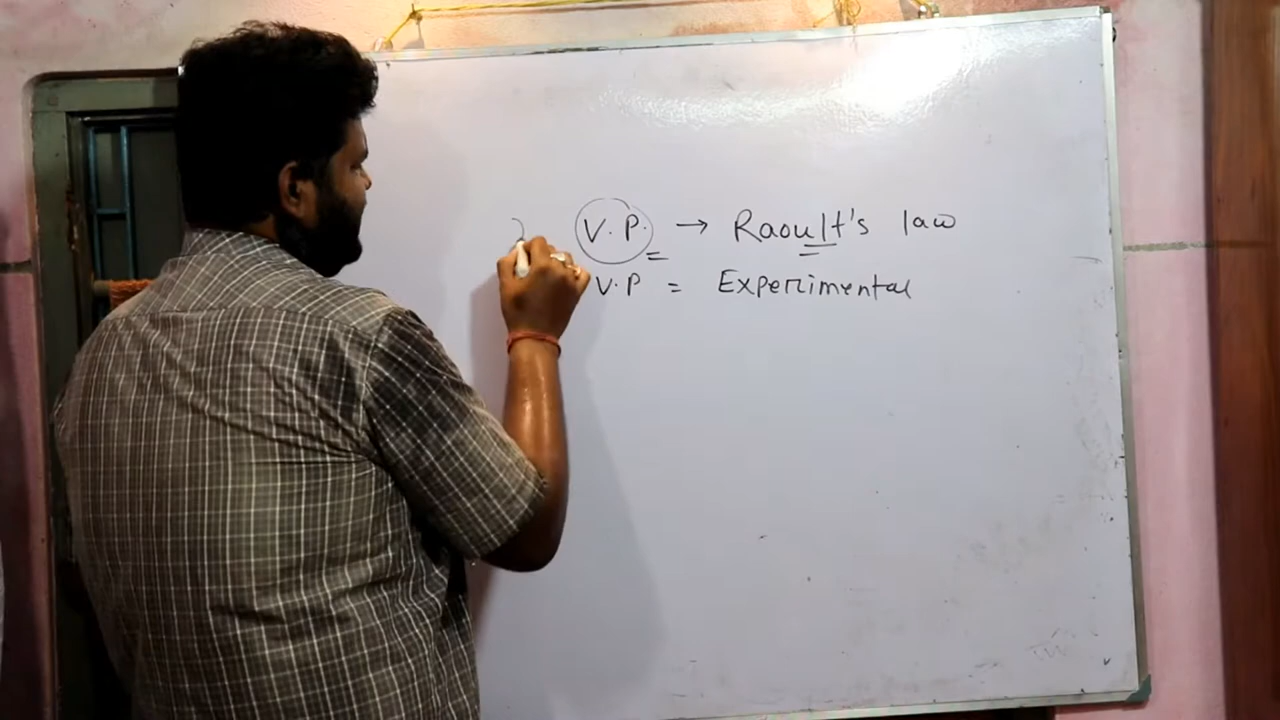 V.P. → Raoult's law
V.P = Experimental